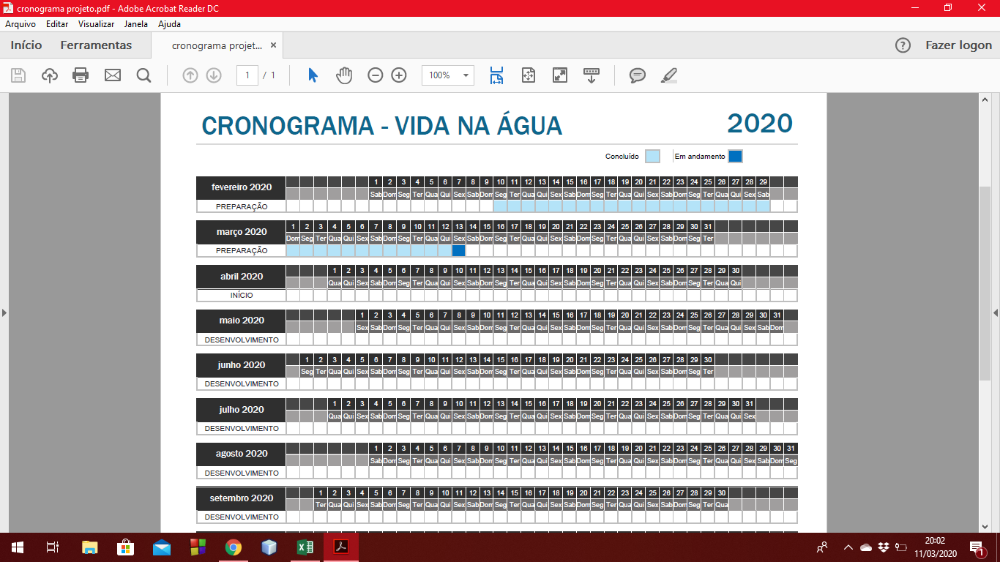 cronograma projeto.pdf - Adobe Acrobat Reader DC
Arquivo Editar Visualizar Janela Ajuda
Início Ferramentas cronograma projet... × Fazer logon
1 / 1 100%
CRONOGRAMA - VIDA NA ÁGUA 2020
Concluído Em andamento
fevereiro 2020 1 2 3 4 5 6 7 8 9 10 11 12 13 14 15 16 17 18 19 20 21 22 23 24 25 26 27 28 29
Sab Dom Seg Ter Qua Qui Sex Sab Dom Seg Ter Qua Qui Sex Sab Dom Seg Ter Qua Qui Sex Sab Dom Seg Ter Qua Qui Sex Sab
PREPARAÇÃO
março 2020 1 2 3 4 5 6 7 8 9 10 11 12 13 14 15 16 17 18 19 20 21 22 23 24 25 26 27 28 29 30 31
Dom Seg Ter Qua Qui Sex Sab Dom Seg Ter Qua Qui Sex Sab Dom Seg Ter Qua Qui Sex Sab Dom Seg Ter Qua Qui Sex Sab Dom Seg Ter
PREPARAÇÃO
abril 2020 1 2 3 4 5 6 7 8 9 10 11 12 13 14 15 16 17 18 19 20 21 22 23 24 25 26 27 28 29 30
Qua Qui Sex Sab Dom Seg Ter Qua Qui Sex Sab Dom Seg Ter Qua Qui Sex Sab Dom Seg Ter Qua Qui Sex Sab Dom Seg Ter Qua Qui
INÍCIO
maio 2020 1 2 3 4 5 6 7 8 9 10 11 12 13 14 15 16 17 18 19 20 21 22 23 24 25 26 27 28 29 30 31
Sex Sab Dom Seg Ter Qua Qui Sex Sab Dom Seg Ter Qua Qui Sex Sab Dom Seg Ter Qua Qui Sex Sab Dom Seg Ter Qua Qui Sex Sab Dom
DESENVOLVIMENTO
junho 2020 1 2 3 4 5 6 7 8 9 10 11 12 13 14 15 16 17 18 19 20 21 22 23 24 25 26 27 28 29 30
Seg Ter Qua Qui Sex Sab Dom Seg Ter Qua Qui Sex Sab Dom Seg Ter Qua Qui Sex Sab Dom Seg Ter Qua Qui Sex Sab Dom Seg Ter
DESENVOLVIMENTO
julho 2020 1 2 3 4 5 6 7 8 9 10 11 12 13 14 15 16 17 18 19 20 21 22 23 24 25 26 27 28 29 30 31
Qua Qui Sex Sab Dom Seg Ter Qua Qui Sex Sab Dom Seg Ter Qua Qui Sex Sab Dom Seg Ter Qua Qui Sex Sab Dom Seg Ter Qua Qui Sex
DESENVOLVIMENTO
agosto 2020 1 2 3 4 5 6 7 8 9 10 11 12 13 14 15 16 17 18 19 20 21 22 23 24 25 26 27 28 29 30 31
Sab Dom Seg Ter Qua Qui Sex Sab Dom Seg Ter Qua Qui Sex Sab Dom Seg Ter Qua Qui Sex Sab Dom Seg Ter Qua Qui Sex Sab Dom Seg
DESENVOLVIMENTO
setembro 2020 1 2 3 4 5 6 7 8 9 10 11 12 13 14 15 16 17 18 19 20 21 22 23 24 25 26 27 28 29 30
Ter Qua Qui Sex Sab Dom Seg Ter Qua Qui Sex Sab Dom Seg Ter Qua Qui Sex Sab Dom Seg Ter Qua Qui Sex Sab Dom Seg Ter Qua
DESENVOLVIMENTO
20:02
11/03/2020
1